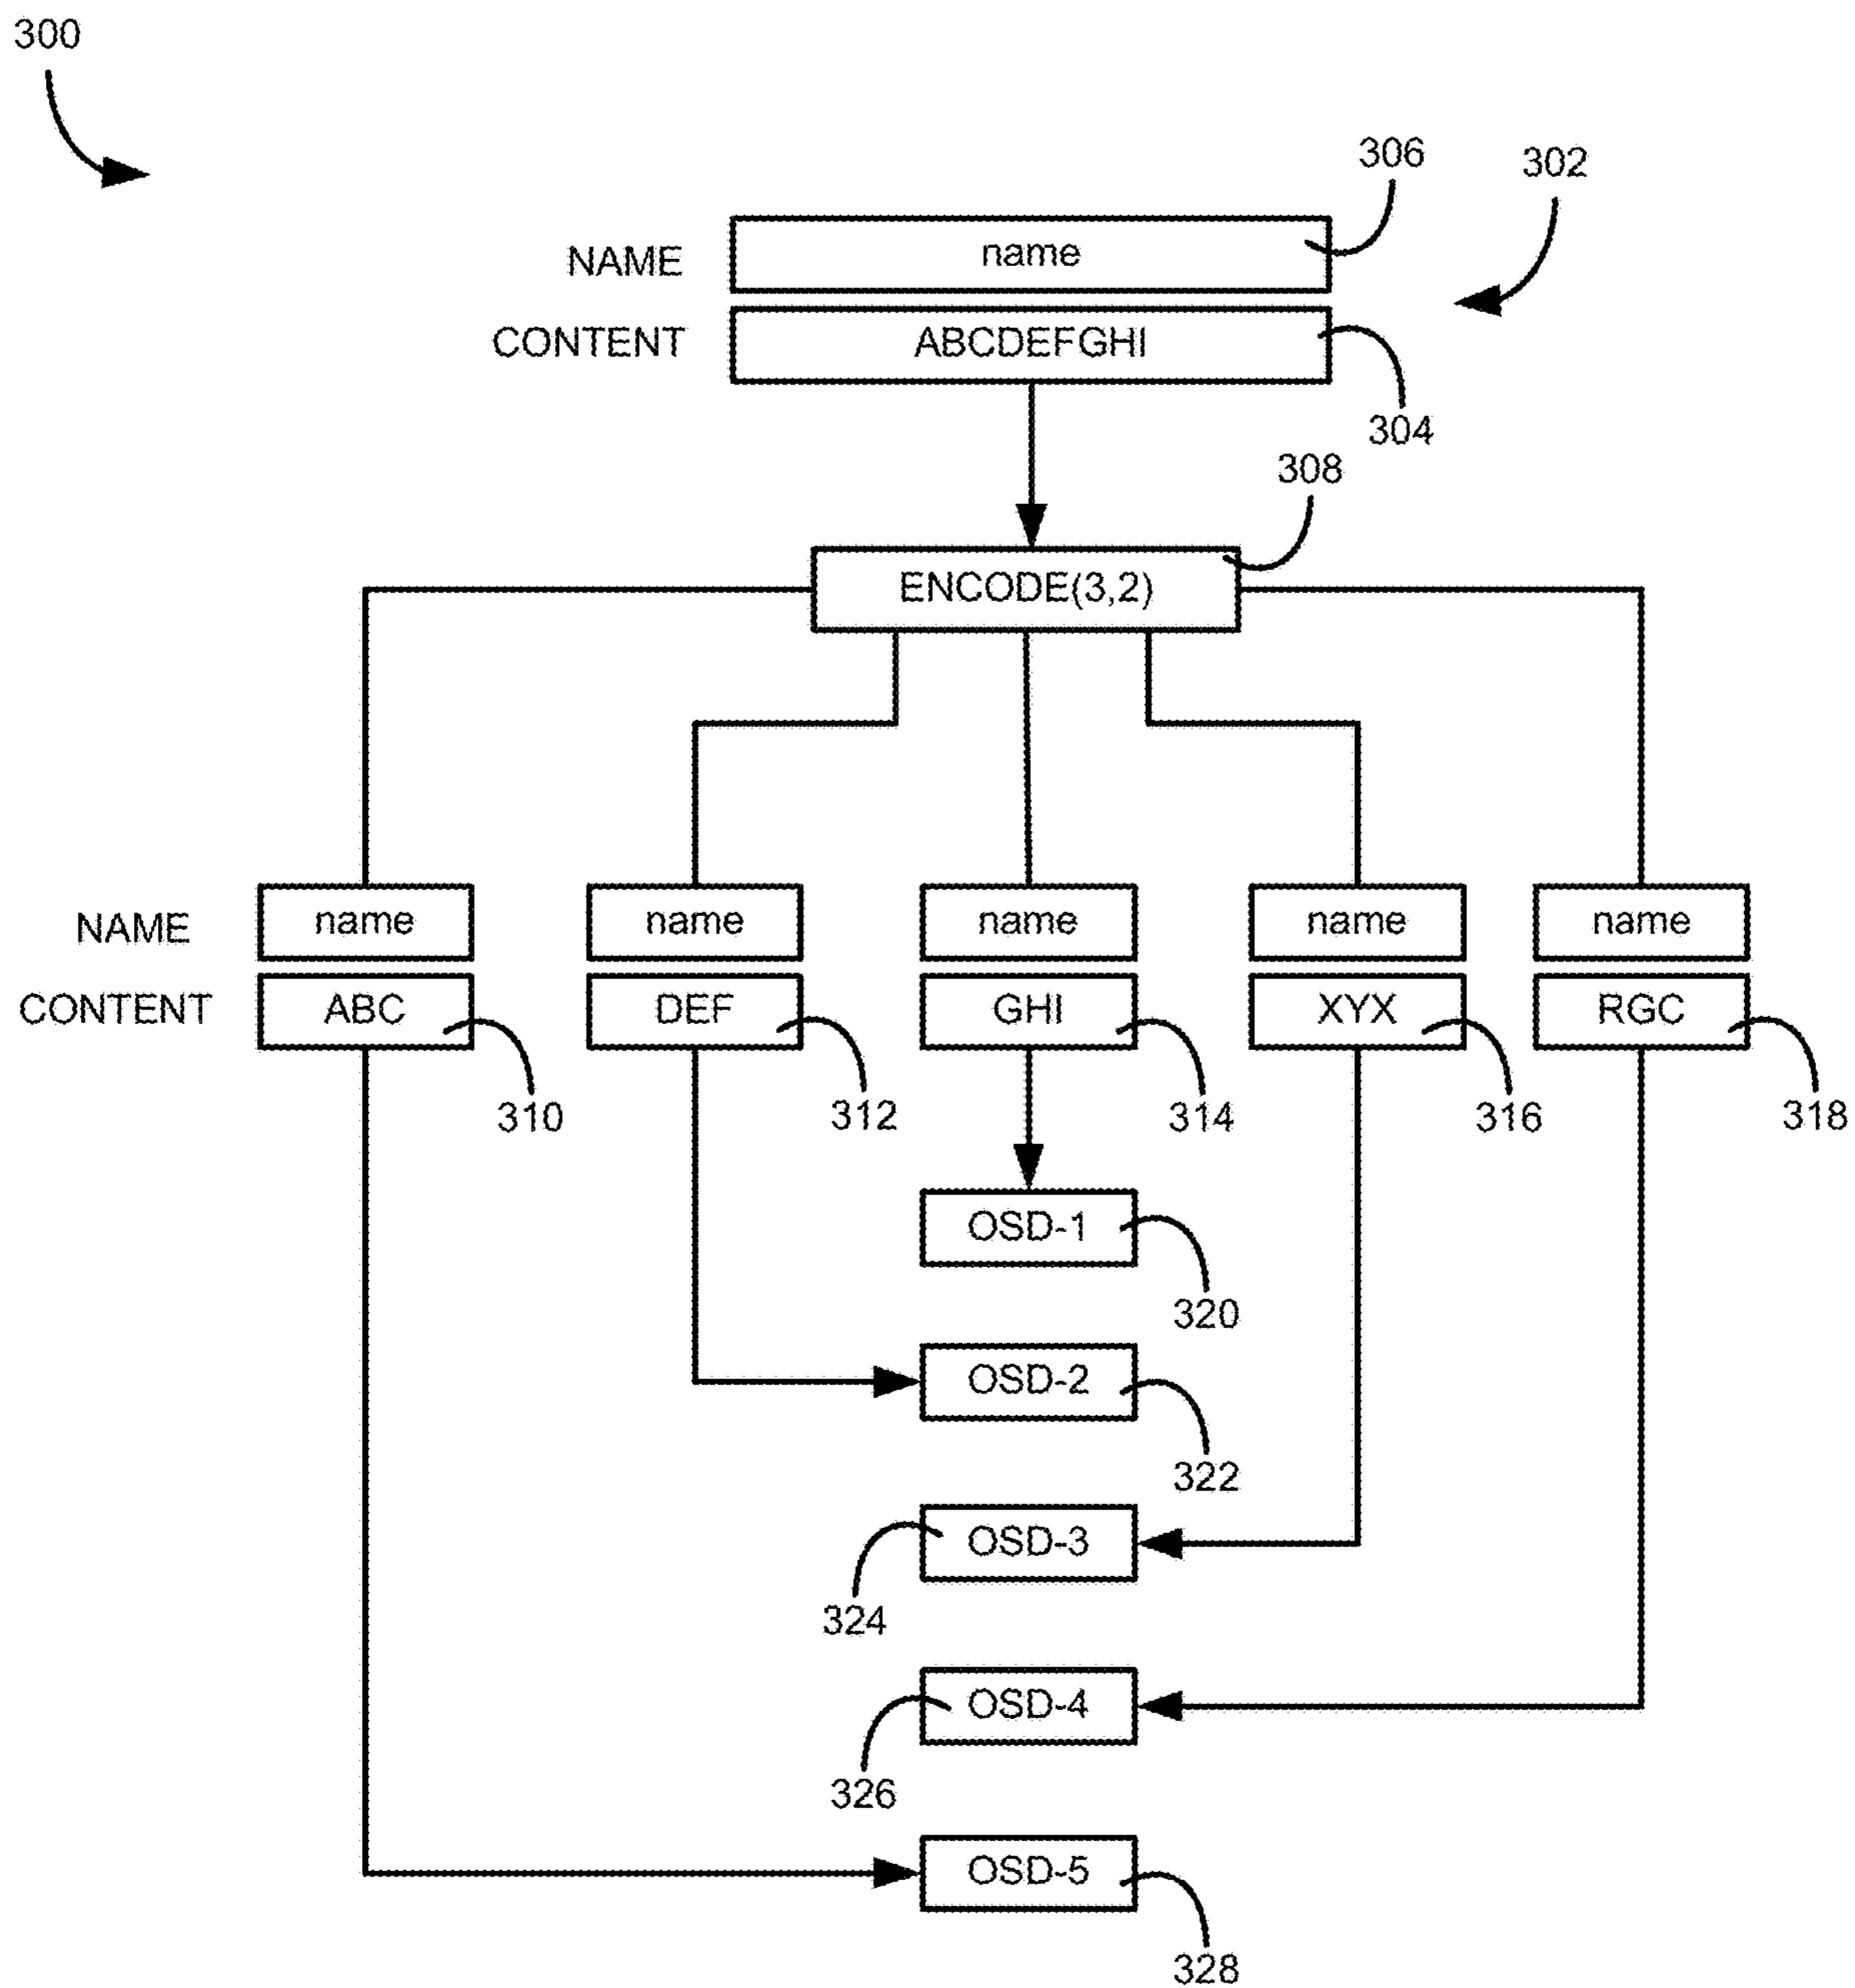 300
306
302
NAME name
CONTENT ABCDEFGHI
304
308
ENCODE(3,2)
NAME name name name name name
CONTENT ABC DEF GHI XYX RGC
310 312 314 316 318
OSD-1
320
OSD-2
322
OSD-3
324
OSD-4
326
OSD-5
328